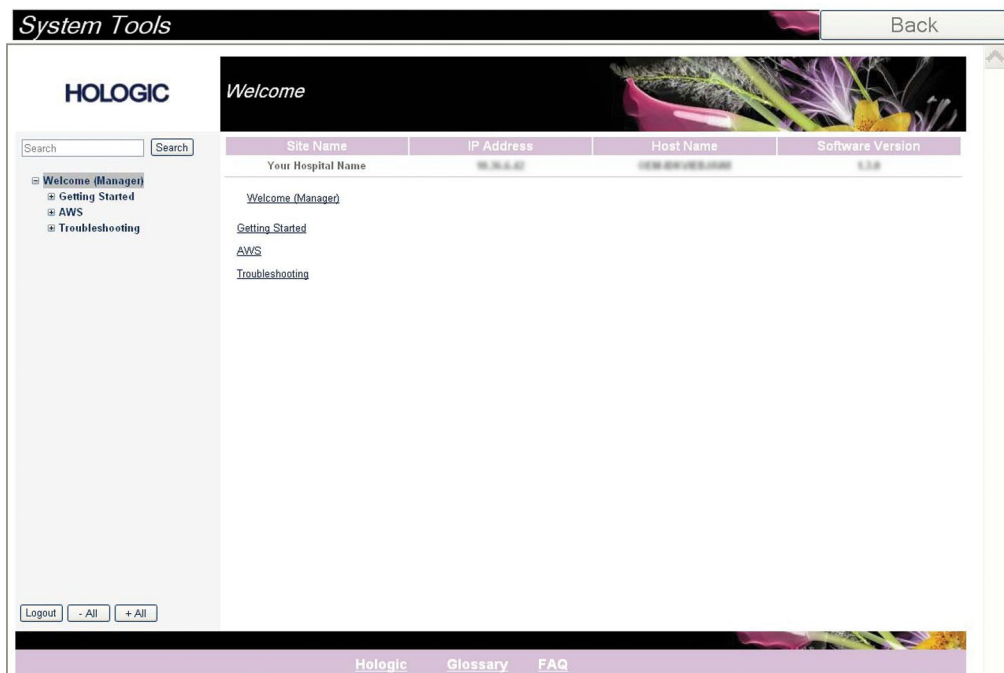 System Tools
Back
HOLOGIC
Welcome
Search Search
Site Name IP Address Host Name Software Version
Your Hospital Name
Welcome (Manager)
Getting Started
AWS
Troubleshooting
Welcome (Manager)
Getting Started
AWS
Troubleshooting
Logout - All + All
Hologic Glossary FAQ